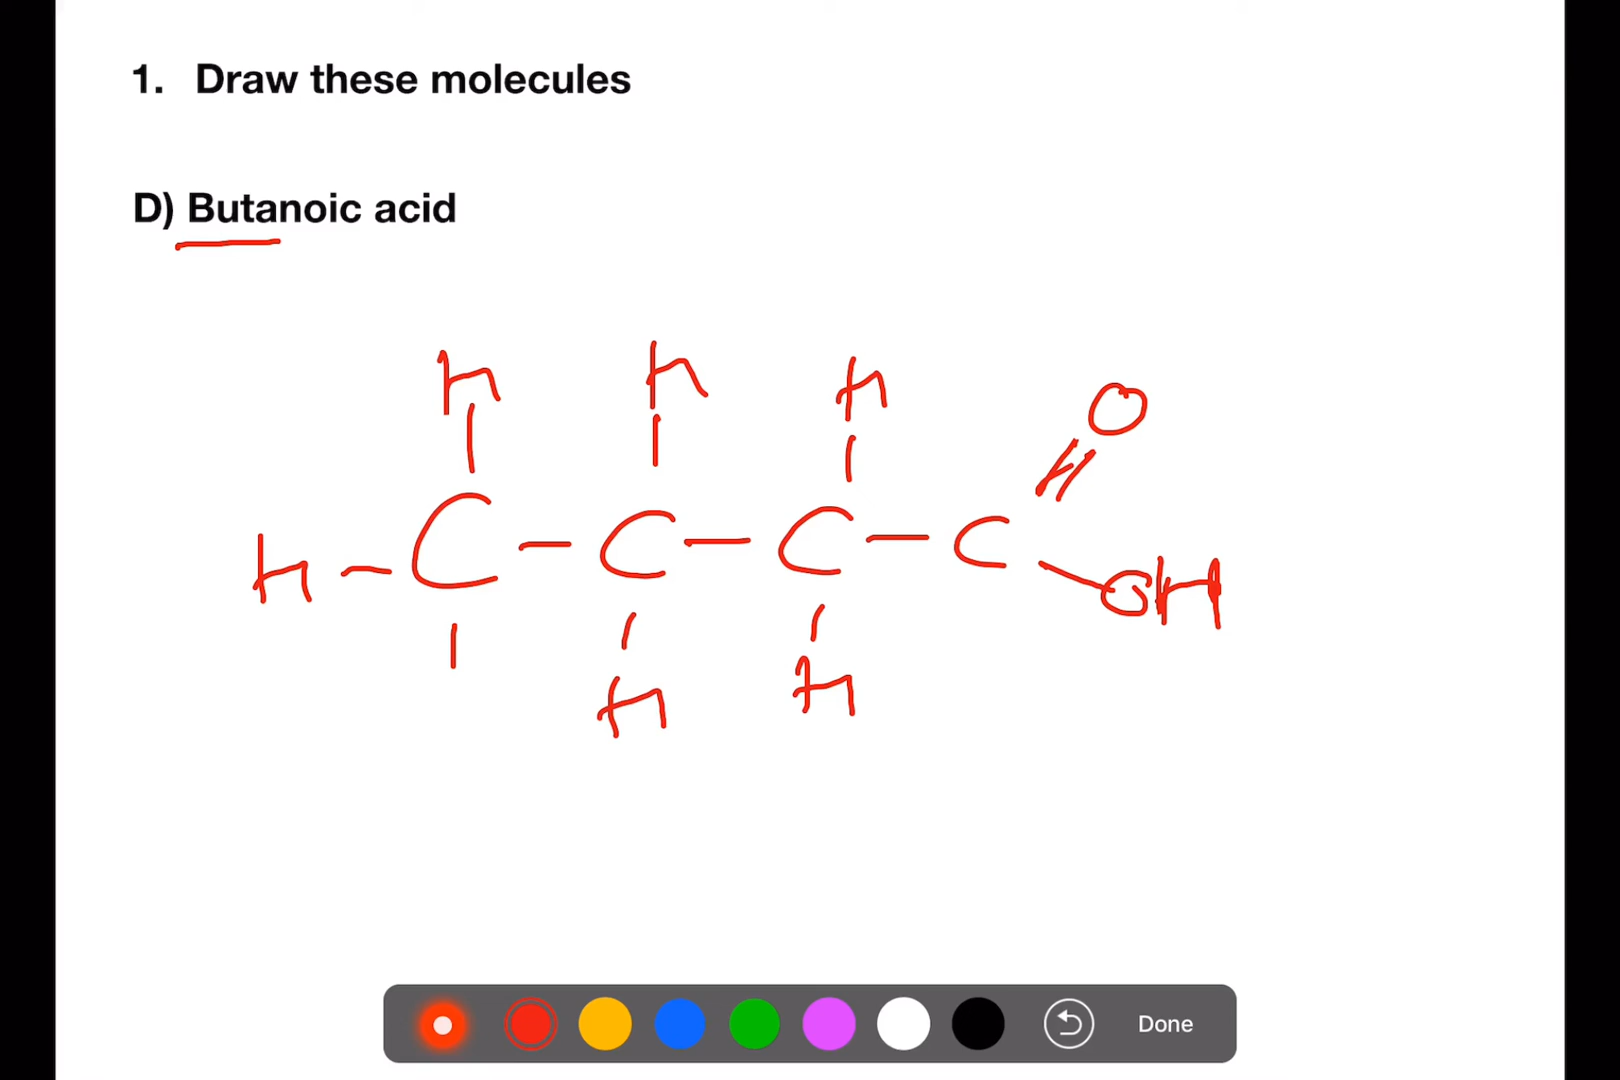 1. Draw these molecules
D) Butanoic acid
H H H O
H - C - C - C - C
OH
H H
Done